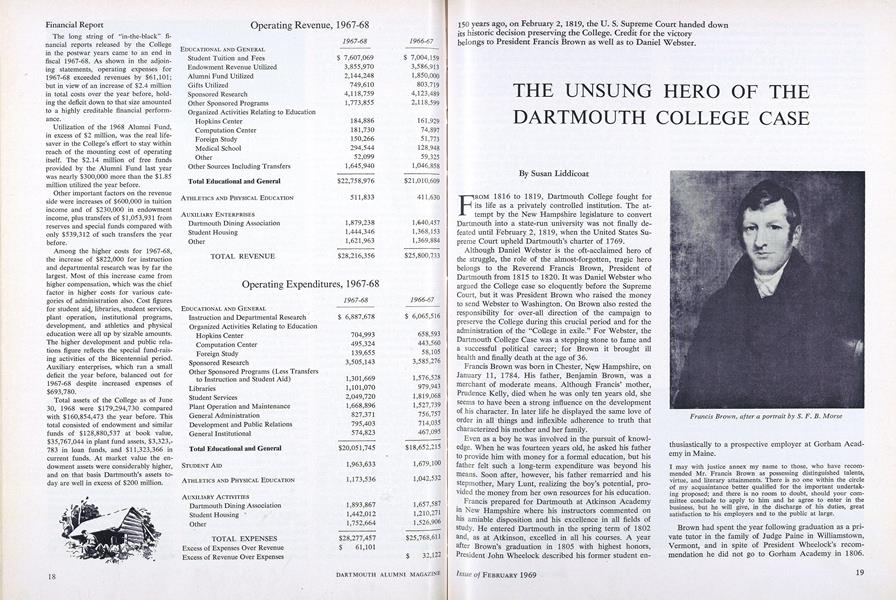 Financial Report
The long string of "in-the-black" fi-
nancial reports released by the College
in the postwar years came to an end in
fiscal 1967-68. As shown in the adjoin-
ing statements, operating expenses for
1967-68 exceeded revenues by $61,101;
but in view of an increase of $2.4 million
in total costs over the year before, hold-
ing the deficit down to that size amounted
to a highly creditable financial perform-
ance.
Utilization of the 1968 Alumni Fund,
in excess of $2 million, was the real life-
saver in the College's effort to stay within
reach of the mounting cost of operating
itself. The $2.14 million of free funds
provided by the Alumni Fund last year
was nearly $300,000 more than the $1.85
million utilized the year before.
Other important factors on the revenue
side were increases of $600,000 in tuition
income and of $230,000 in endowment
income, plus transfers of $1,053,931 from
reserves and special funds compared with
only $539,312 of such transfers the year
before.
Among the higher costs for 1967-68,
the increase of $822,000 for instruction
and departmental research was by far the
largest. Most of this increase came from
higher compensation, which was the chief
factor in higher costs for various cate-
gories of administration also. Cost figures
for student aid, libraries, student services,
plant operation, institutional programs,
development, and athletics and physical
education were all up by sizable amounts.
The higher development and public rela-
tions figure reflects the special fund-rais-
ing activities of the Bicentennial period.
Auxiliary enterprises, which ran a small
deficit the year before, balanced out for
1967-68 despite increased expenses of
$693,780.
Total assets of the College as of June
30, 1968 were $179,294,730 compared
with $160,854,473 the year before. This
total consisted of endowment and similar
funds of $128,880,537 at book value,
$35,767,044 in plant fund assets, $3,323,-
783 in loan funds, and $11,323,366 in
current funds. At market value the en-
dowment assets were considerably higher,
and on that basis Dartmouth's assets to-
day are well in excess of $200 million.
18
Operating Revenue, 1967-68
1967-68 1966-67
EDUCATIONAL AND GENERAL
Student Tuition and Fees $ 7,607,069 $ 7,004,159
Endowment Revenue Utilized 3,855,970 3,586,913
Alumni Fund Utilized 2,144,248 1,850,000
Gifts Utilized 749,610 803,719
Sponsored Research 4,118,759 4,123,489
Other Sponsored Programs 1,773,855 2,118,599
Organized Activities Relating to Education
Hopkins Center 184,886 161,929
Computation Center 181,730 74,897
Foreign Study 150,266 51,773
Medical School 294,544 128,948
Other 52,099 59,325
Other Sources Including Transfers 1,645,940 1,046,858
Total Educational and General $22,758,976 $21,010,609
ATHLETICS AND PHYSICAL EDUCATION 511,833 411,630
AUXILIARY ENTERPRISES
Dartmouth Dining Association 1,879,238 1,640,457
Student Housing 1,444,346 1,368,153
Other 1,621,963 1,369,884
TOTAL REVENUE $28,216,356 $25,800,733
Operating Expenditures, 1967-68
1967-68 1966-67
EDUCATIONAL AND GENERAL
Instruction and Departmental Research $ 6,887,678 $ 6,065,516
Organized Activities Relating to Education
Hopkins Center 704,993 658,593
Computation Center 495,324 443,560
Foreign Study 139,655 58,105
Sponsored Research 3,505,143 3,585,276
Other Sponsored Programs (Less Transfers
to Instruction and Student Aid) 1,301,669 1,576,528
Libraries 1,101,070 979,943
Student Services 2,049,720 1,819,068
Plant Operation and Maintenance 1,668,896 1,527,739
General Administration 827,371 756,757
Development and Public Relations 795,403 714,035
General Institutional 574,823 467,095
Total Educational and General $20,051,745 $18,652,215
STUDENT AID 1,963,633 1,679,100
ATHLETICS AND PHYSICAL EDUCATION 1,173,536 1,042,532
AUXILIARY ACTIVITIES
Dartmouth Dining Association 1,893,867 1,657,587
Student Housing 1,442,012 1,210,271
Other 1,752,664 1,526,906
TOTAL EXPENSES $28,277,457 $25,768,611
Excess of Expenses Over Revenue $ 61,101
Excess of Revenue Over Expenses $ 32,122
DARTMOUTH ALUMNI MAGAZINE
150 years ago, on February 2, 1819, the U. S. Supreme Court handed down
its historic decision preserving the College. Credit for the victory
belongs to President Francis Brown as well as to Daniel Webster.
THE UNSUNG HERO OF THE
DARTMOUTH COLLEGE CASE
By Susan Liddicoat
FROM 1816 to 1819, Dartmouth College fought for
its life as a privately controlled institution. The at-
tempt by the New Hampshire legislature to convert
Dartmouth into a state-run university was not finally de-
feated until February 2, 1819, when the United States Su-
preme Court upheld Dartmouth's charter of 1769.
Although Daniel Webster is the oft-acclaimed hero of
the struggle, the role of the almost-forgotten, tragic hero
belongs to the Reverend Francis Brown, President of
Dartmouth from 1815 to 1820. It was Daniel Webster who
argued the College case so eloquently before the Supreme
Court, but it was President Brown who raised the money
to send Webster to Washington. On Brown also rested the
responsibility for over-all direction of the campaign to
preserve the College during this crucial period and for the
administration of the "College in exile." For Webster, the
Dartmouth College Case was a stepping stone to fame and
a successful political career; for Brown it brought ill
health and finally death at the age of 36.
Francis Brown was born in Chester, New Hampshire, on
January 11, 1784. His father, Benjamin Brown, was a
merchant of moderate means. Although Francis' mother,
Prudence Kelly, died when he was only ten years old, she
seems to have been a strong influence on the development
of his character. In later life he displayed the same love of
order in all things and inflexible adherence to truth that
characterized his mother and her family.
Even as a boy he was involved in the pursuit of knowl-
edge. When he was fourteen years old, he asked his father
to provide him with money for a formal education, but his
father felt such a long-term expenditure was beyond his
means. Soon after, however, his father remarried and his
stepmother, Mary Lunt, realizing the boy's potential, pro-
vided the money from her own resources for his education.
Francis prepared for Dartmouth at Atkinson Academy
in New Hampshire where his instructors commented on
his amiable disposition and his excellence in all fields of
study. He entered Dartmouth in the spring term of 1802
and, as at Atkinson, excelled in all his courses. A year
after Brown's graduation in 1805 with highest honors,
President John Wheelock described his former student en-
Francis Brown, after a portrait by S. F. B. Morse
thusiastically to a prospective employer at Gorham Acad-
emy in Maine.
I may with justice annex my name to those, who have recom-
mended Mr. Francis Brown as possessing distinguished talents,
virtue, and literary attainments. There is no one within the circle
of my acquaintance better qualified for the important undertak-
ing proposed; and there is no room to doubt, should your com-
mittee conclude to apply to him and he agree to enter in the
business, but he will give, in the discharge of his duties, great
satisfaction to his employers and to the public at large.
Brown had spent the year following graduation as a pri-
vate tutor in the family of Judge Paine in Williamstown,
Vermont, and in spite of President Wheelock's recom-
mendation he did not go to Gorham Academy in 1806.
Issue of FEBRUARY 1969
19